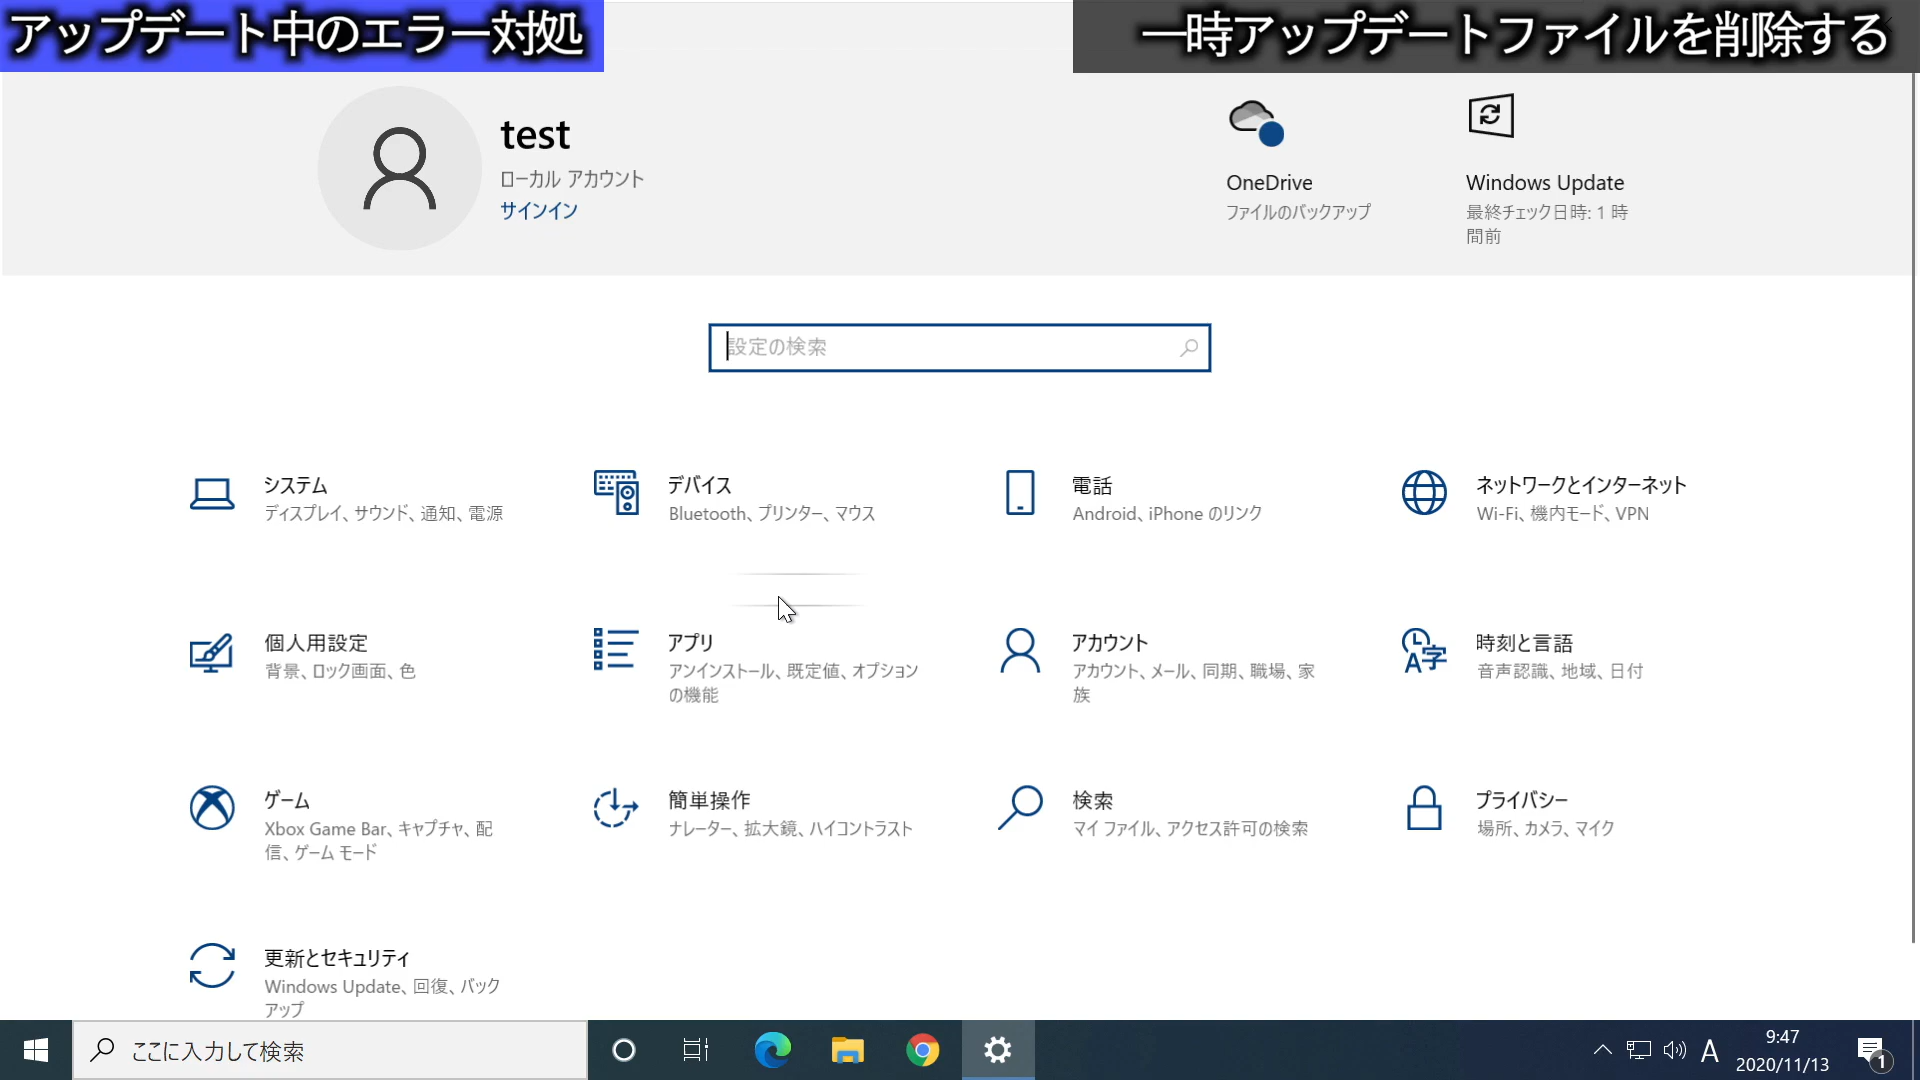 アップデート中のエラー対処
一時アップデートファイルを削除する
test
ローカル アカウント
サインイン
OneDrive
ファイルのバックアップ
Windows Update
最終チェック日時: 1 時
間前
設定の検索
システム
ディスプレイ、サウンド、通知、電源
デバイス
Bluetooth、プリンター、マウス
電話
Android、iPhone のリンク
ネットワークとインターネット
Wi-Fi、機内モード、VPN
個人用設定
背景、ロック画面、色
アプリ
アンインストール、既定値、オプション
の機能
アカウント
アカウント、メール、同期、職場、家
族
時刻と言語
音声認識、地域、日付
ゲーム
Xbox Game Bar、キャプチャ、配
信、ゲーム モード
簡単操作
ナレーター、拡大鏡、ハイコントラスト
検索
マイ ファイル、アクセス許可の検索
プライバシー
場所、カメラ、マイク
更新とセキュリティ
Windows Update、回復、バック
アップ
ここに入力して検索
A
9:47
2020/11/13
1